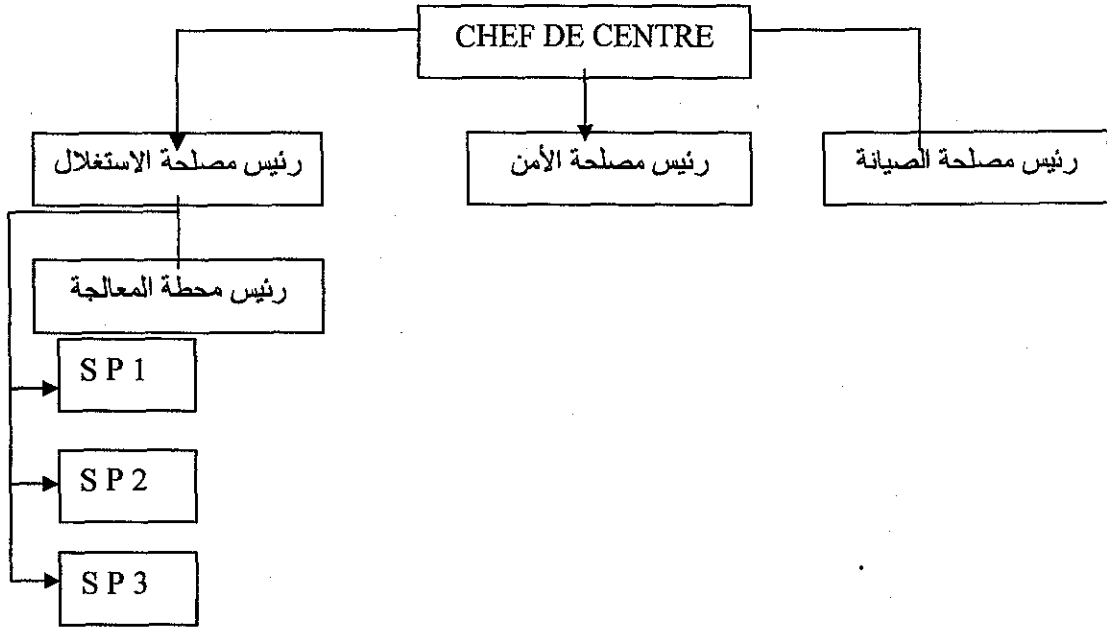 CHEF DE CENTRE
رئيس مصلحة الاستغلال
رئيس مصلحة الأمن
رئيس مصلحة الصيانة
رئيس محطة المعالجة
S P 1
S P 2
S P 3